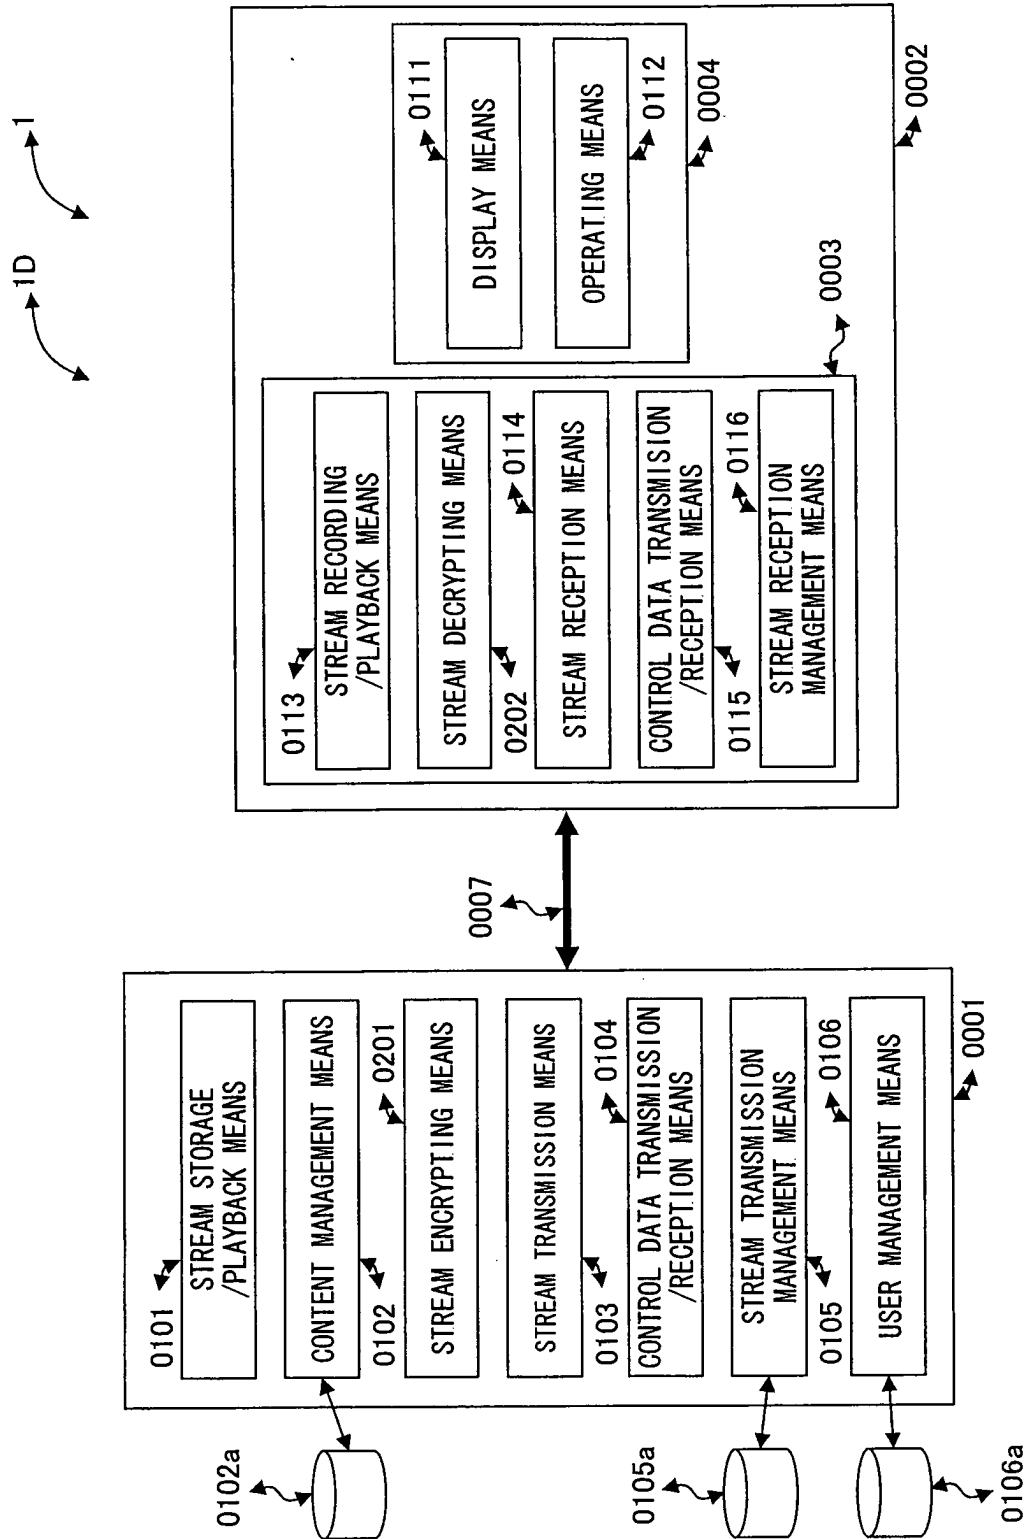 1D
1
0101
STREAM STORAGE
/PLAYBACK MEANS
0102a
CONTENT MANAGEMENT MEANS
0102
0201
STREAM ENCRYPTING MEANS
STREAM TRANSMISSION MEANS
0103
0104
CONTROL DATA TRANSMISSION
/RECEPTION MEANS
0105a
STREAM TRANSMISSION
MANAGEMENT MEANS
0105
0106
USER MANAGEMENT MEANS
0106a
0001
0007
0113
STREAM RECORDING
/PLAYBACK MEANS
STREAM DECRYPTING MEANS
0202
0114
STREAM RECEPTION MEANS
CONTROL DATA TRANSMISION
/RECEPTION MEANS
0115
0116
STREAM RECEPTION
MANAGEMENT MEANS
0003
0111
DISPLAY MEANS
OPERATING MEANS
0112
0004
0002